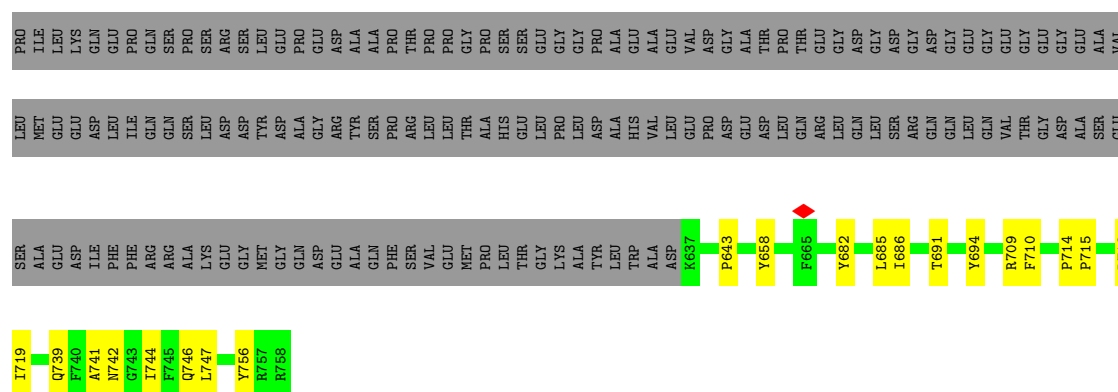 PRO ILE LEU LYS GLN GLU PRO GLN SER PRO SER ARG SER LEU GLU PRO GLU ASP ALA ALA PRO THR PRO PRO GLY PRO SER SER GLU GLY GLY PRO ALA GLU ALA GLU VAL ASP GLY ALA THR PRO THR GLU GLY ASP GLY ASP GLY ASP GLY GLU GLY GLU GLY GLU ALA VAL
LEU MET GLU GLU ASP LEU ILE GLN GLN SER LEU ASP ASP TYR ASP ALA GLY ARG TYR SER PRO ARG LEU LEU THR ALA HIS GLU LEU PRO LEU ASP ALA HIS VAL LEU GLU PRO ASP GLU ASP LEU GLN ARG LEU GLN LEU SER ARG GLN GLN LEU GLN VAL THR GLY ASP ALA SER GLU
SER ALA GLU ASP ILE PHE PHE ARG ARG ALA LYS GLU GLY MET GLY GLN ASP GLU ALA GLN PHE SER VAL GLU MET PRO LEU THR GLY LYS ALA TYR LEU TRP ALA ASP K637 P643 Y658 F665 Y682 L685 I686 T691 Y694 R709 F710 P714 P715
I719 Q739 F740 A741 N742 G743 I744 F745 Q746 L747 Y756 R757 R758